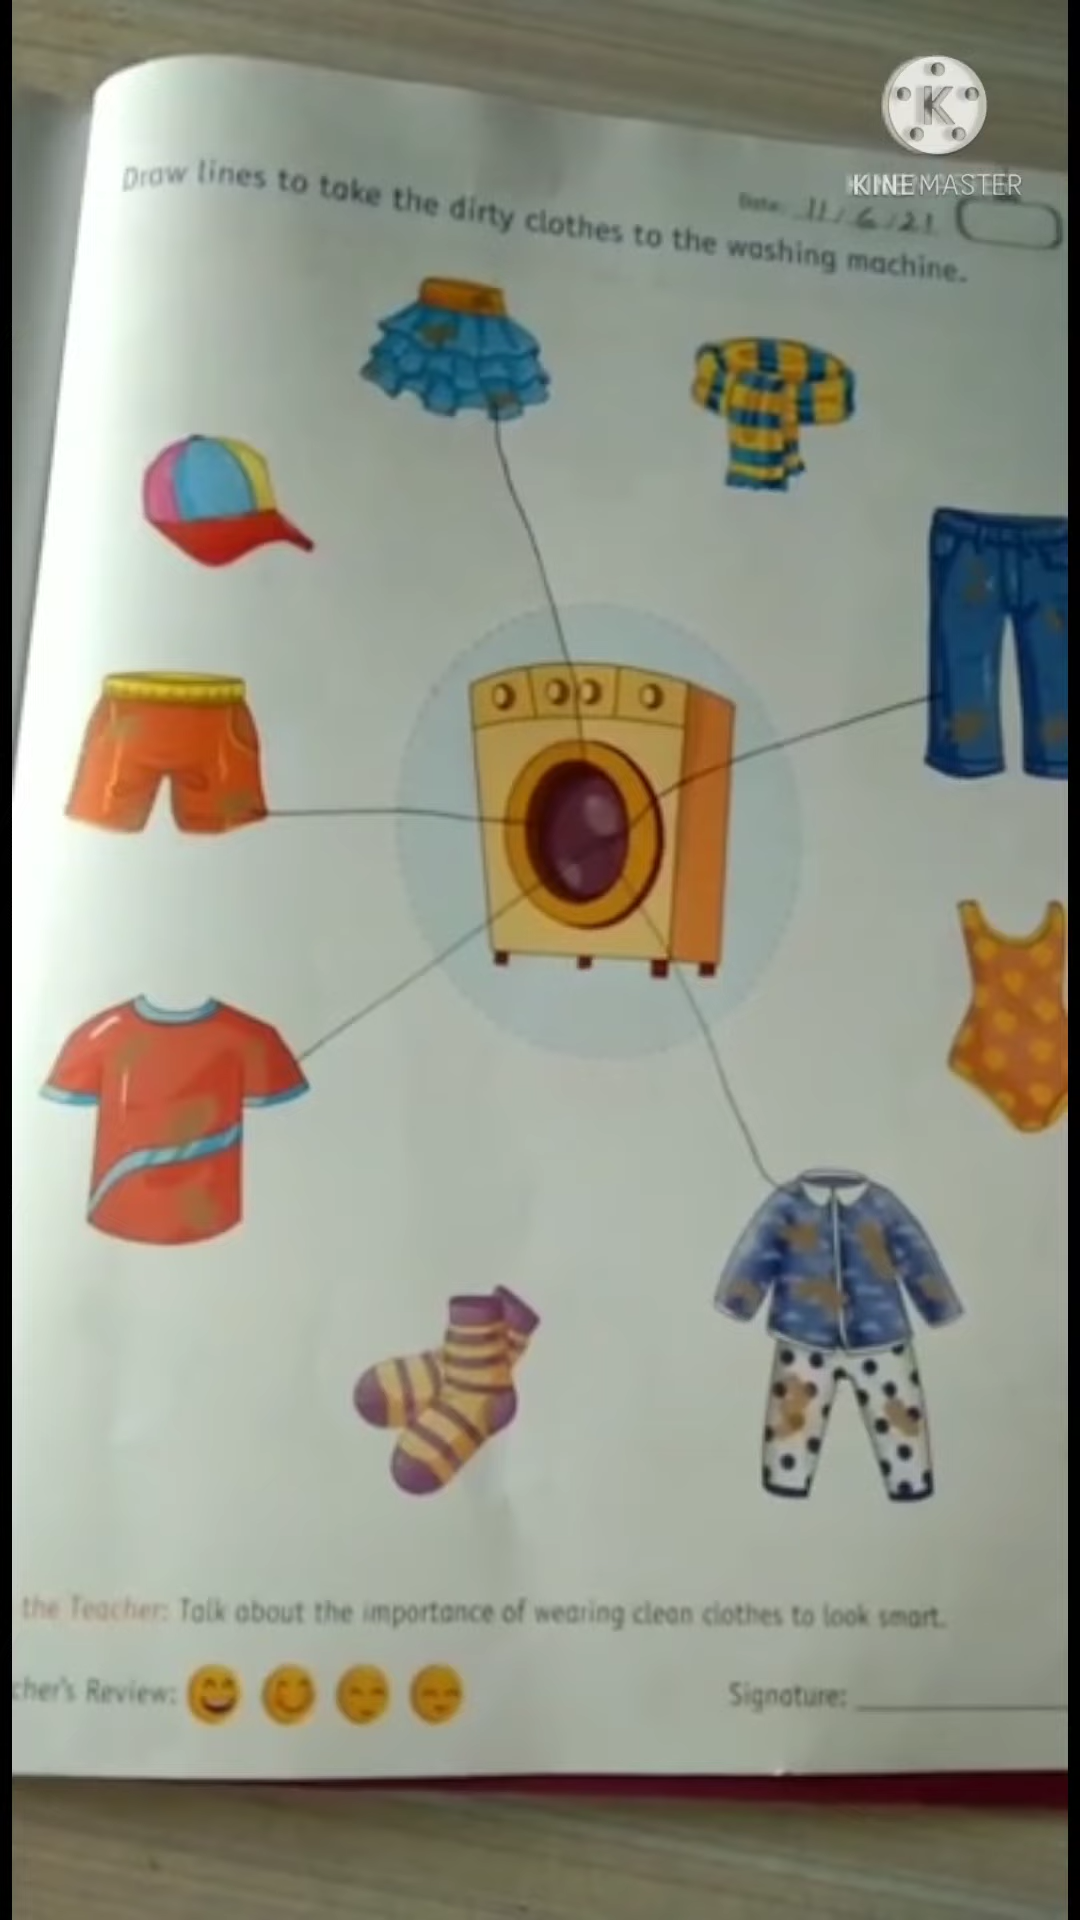 KINEMASTER
Date: 11/6/21
Draw lines to take the dirty clothes to the washing machine.
the Teacher: Talk about the importance of wearing clean clothes to look smart.
cher's Review:
Signature: